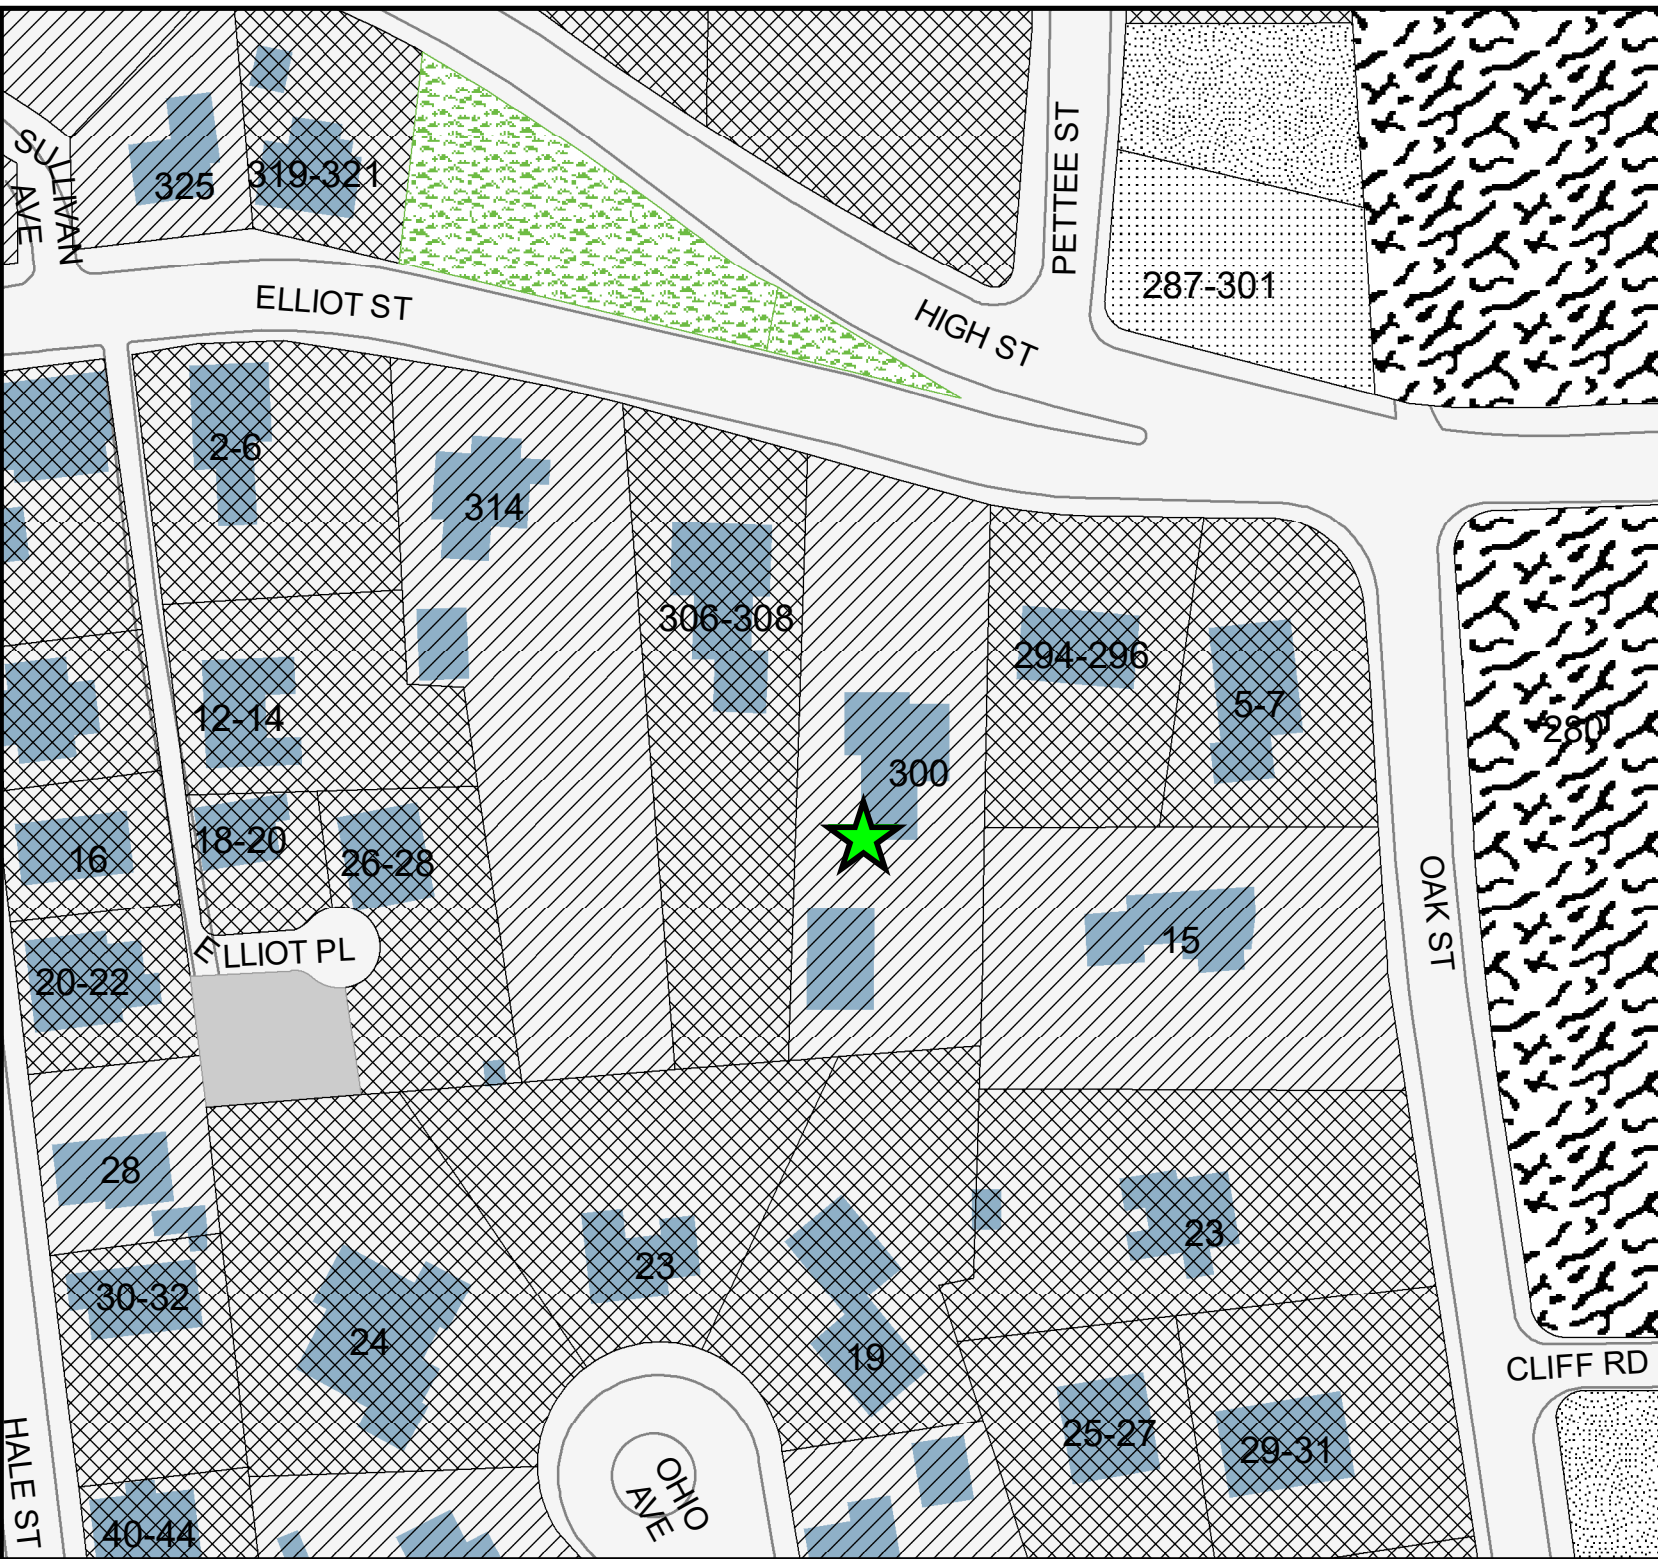 SULLIVAN
AVE
325
319-321
PETTEE ST
287-301
ELLIOT ST
HIGH ST
2-6
314
306-308
294-296
5-7
280
12-14
300
16
18-20
26-28
OAK ST
15
ELLIOT PL
20-22
28
23
23
30-32
24
19
CLIFF RD
25-27
29-31
HALE ST
OHIO
AVE
40-44